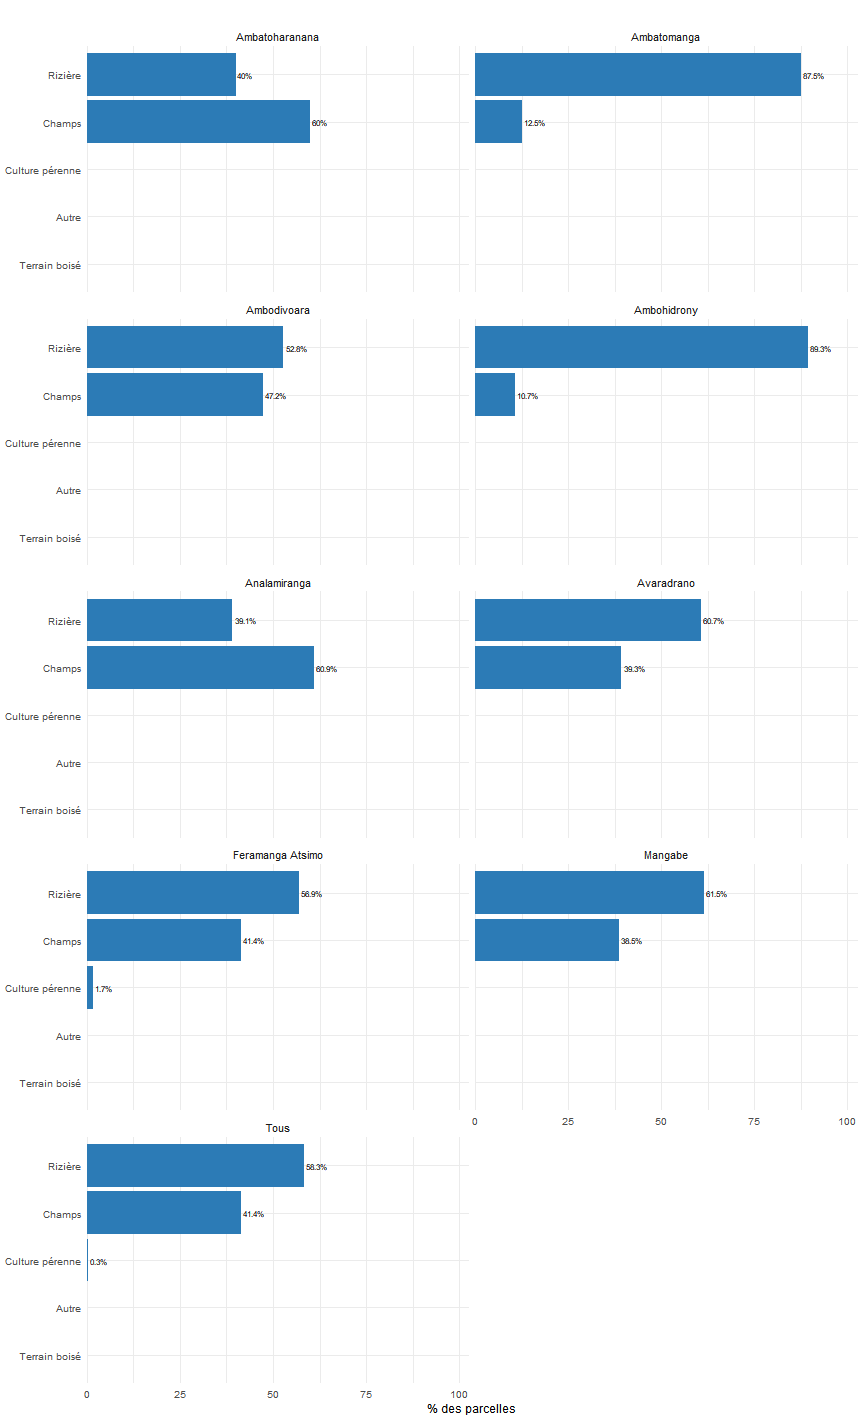 Ambatoharanana
Ambatomanga
Rizière
40%
87.5%
Champs
60%
12.5%
Culture pérenne
Autre
Terrain boisé
Ambodivoara
Ambohidrony
Rizière
52.8%
89.3%
Champs
47.2%
10.7%
Culture pérenne
Autre
Terrain boisé
Analamiranga
Avaradrano
Rizière
39.1%
60.7%
Champs
60.9%
39.3%
Culture pérenne
Autre
Terrain boisé
Feramanga Atsimo
Mangabe
Rizière
56.9%
61.5%
Champs
41.4%
38.5%
Culture pérenne
1.7%
Autre
Terrain boisé
0 25 50 75 100
Tous
Rizière
58.3%
Champs
41.4%
Culture pérenne
0.3%
Autre
Terrain boisé
0 25 50 75 100
% des parcelles